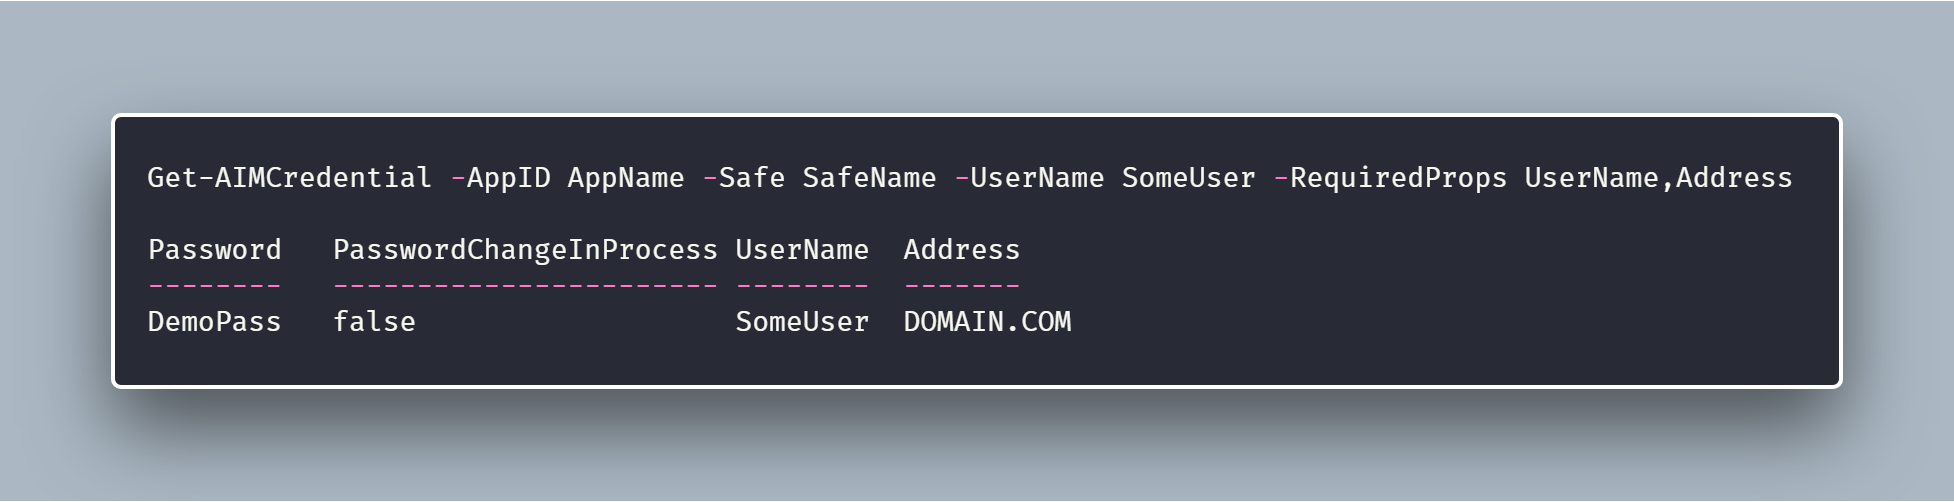 Get-AIMCredential -AppID AppName -Safe SafeName -UserName SomeUser -RequiredProps UserName,Address
Password   PasswordChangeInProcess UserName  Address
--------   ----------------------- --------  -------
DemoPass   false                   SomeUser  DOMAIN.COM